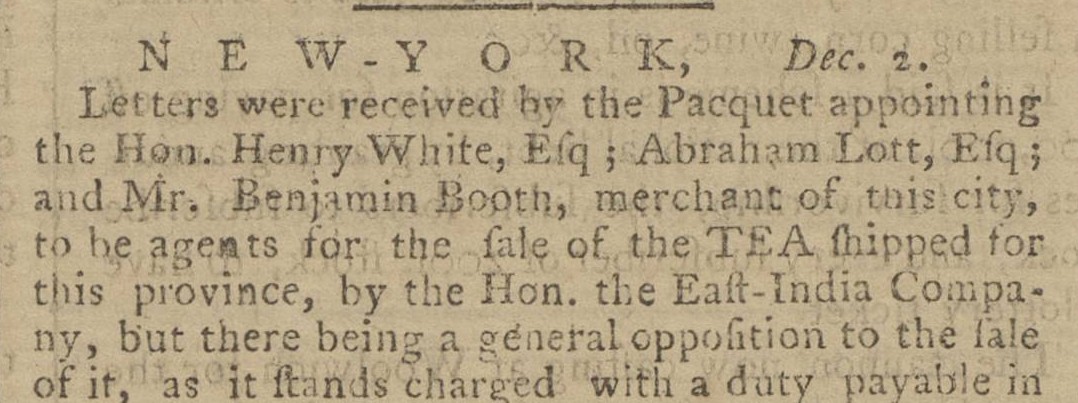 NEW-YORK, Dec. 2.
Letters were received by the Pacquet appointing
the Hon. Henry White, Eſq; Abraham Lott, Eſq;
and Mr. Benjamin Booth, merchant of this city,
to be agents for the ſale of the TEA ſhipped for
this province, by the Hon. the Eaſt-India Compa-
ny, but there being a general oppoſition to the ſale
of it, as it ſtands charged with a duty payable in